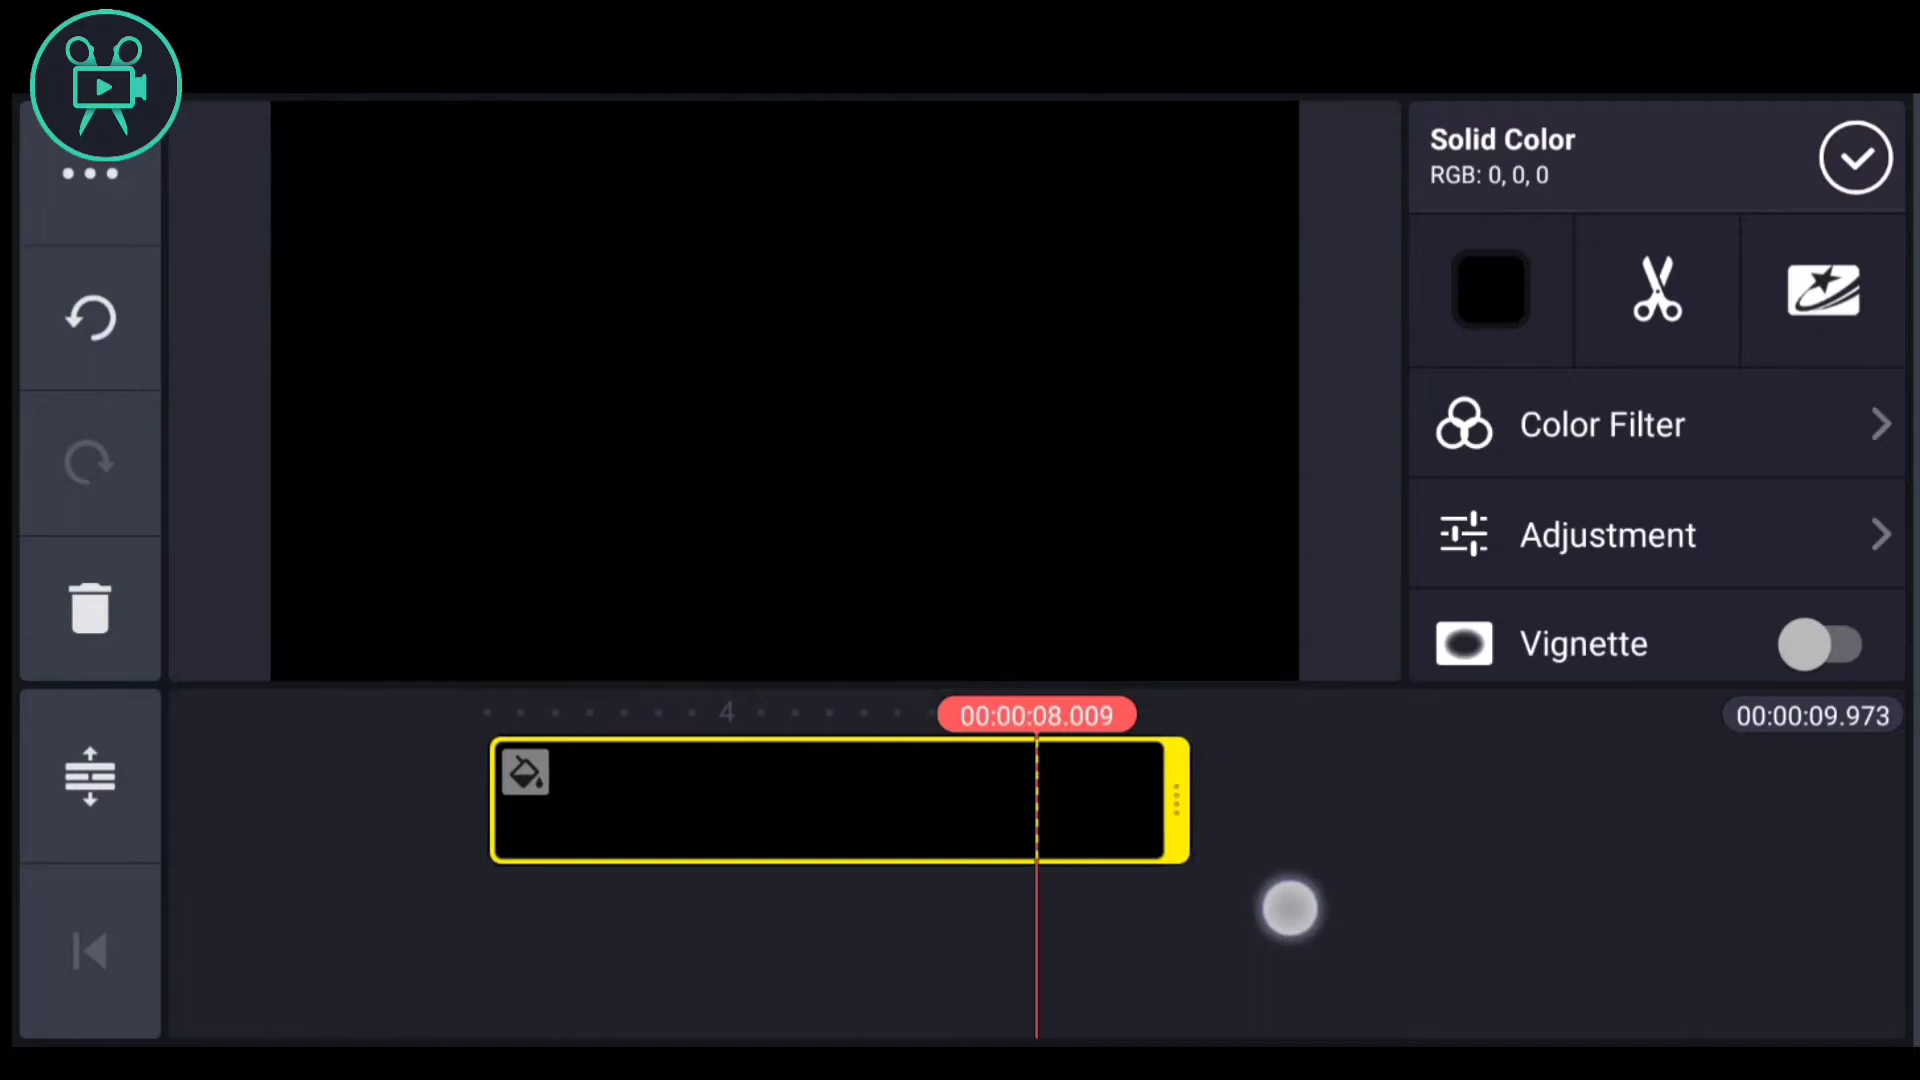 Solid Color
RGB: 0, 0, 0
Color Filter
Adjustment
Vignette
4
00:00:08.009
00:00:09.973